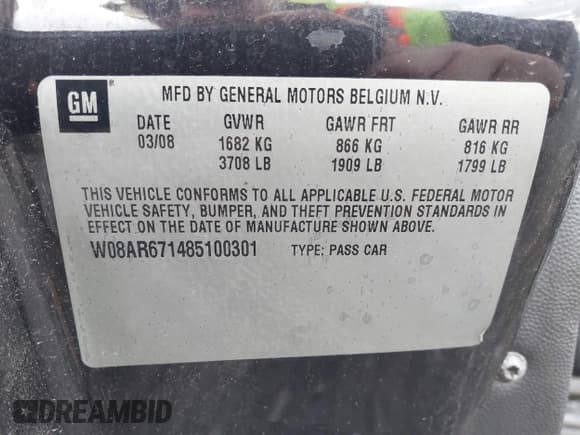 GM
MFD BY GENERAL MOTORS BELGIUM N.V.
DATE GVWR GAWR FRT GAWR RR
03/08 1682 KG 866 KG 816 KG
3708 LB 1909 LB 1799 LB
THIS VEHICLE CONFORMS TO ALL APPLICABLE U.S. FEDERAL MOTOR
VEHICLE SAFETY, BUMPER, AND THEFT PREVENTION STANDARDS IN
EFFECT ON THE DATE OF MANUFACTURE SHOWN ABOVE.
W08AR671485100301 TYPE: PASS CAR
DREAMBID